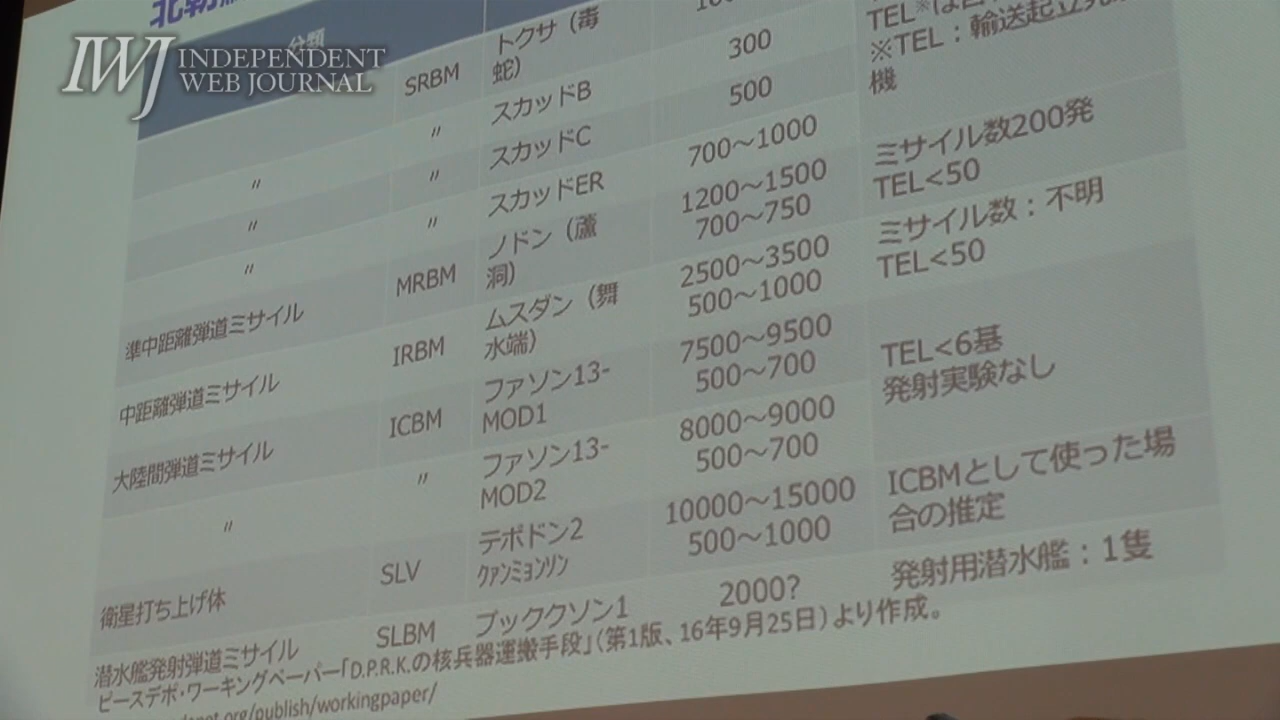 IWJ INDEPENDENT
WEB JOURNAL
北朝
分類
SRBM トクサ（毒
蛇）
TEL※は
※TEL：輸送起立
機
〃 〃 スカッドB 300
〃 〃 スカッドC 500
〃 〃 スカッドER 700～1000
準中距離弾道ミサイル MRBM ノドン（蘆
洞） 1200～1500
700～750 ミサイル数200発
TEL<50
中距離弾道ミサイル IRBM ムスダン（舞
水端） 2500～3500
500～1000 ミサイル数：不明
TEL<50
大陸間弾道ミサイル ICBM ファソン13-
MOD1 7500～9500
500～700 TEL<6基
発射実験なし
〃 〃 ファソン13-
MOD2 8000～9000
500～700
衛星打ち上げ体 SLV テポドン2
クァンミョンソン 10000～15000
500～1000 ICBMとして使った場
合の推定
潜水艦発射弾道ミサイル SLBM ブッククソン1 2000? 発射用潜水艦：1隻
ピースデポ・ワーキングペーパー「D.P.R.K.の核兵器運搬手段」（第1版、16年9月25日）より作成。
.org/publish/workingpaper/